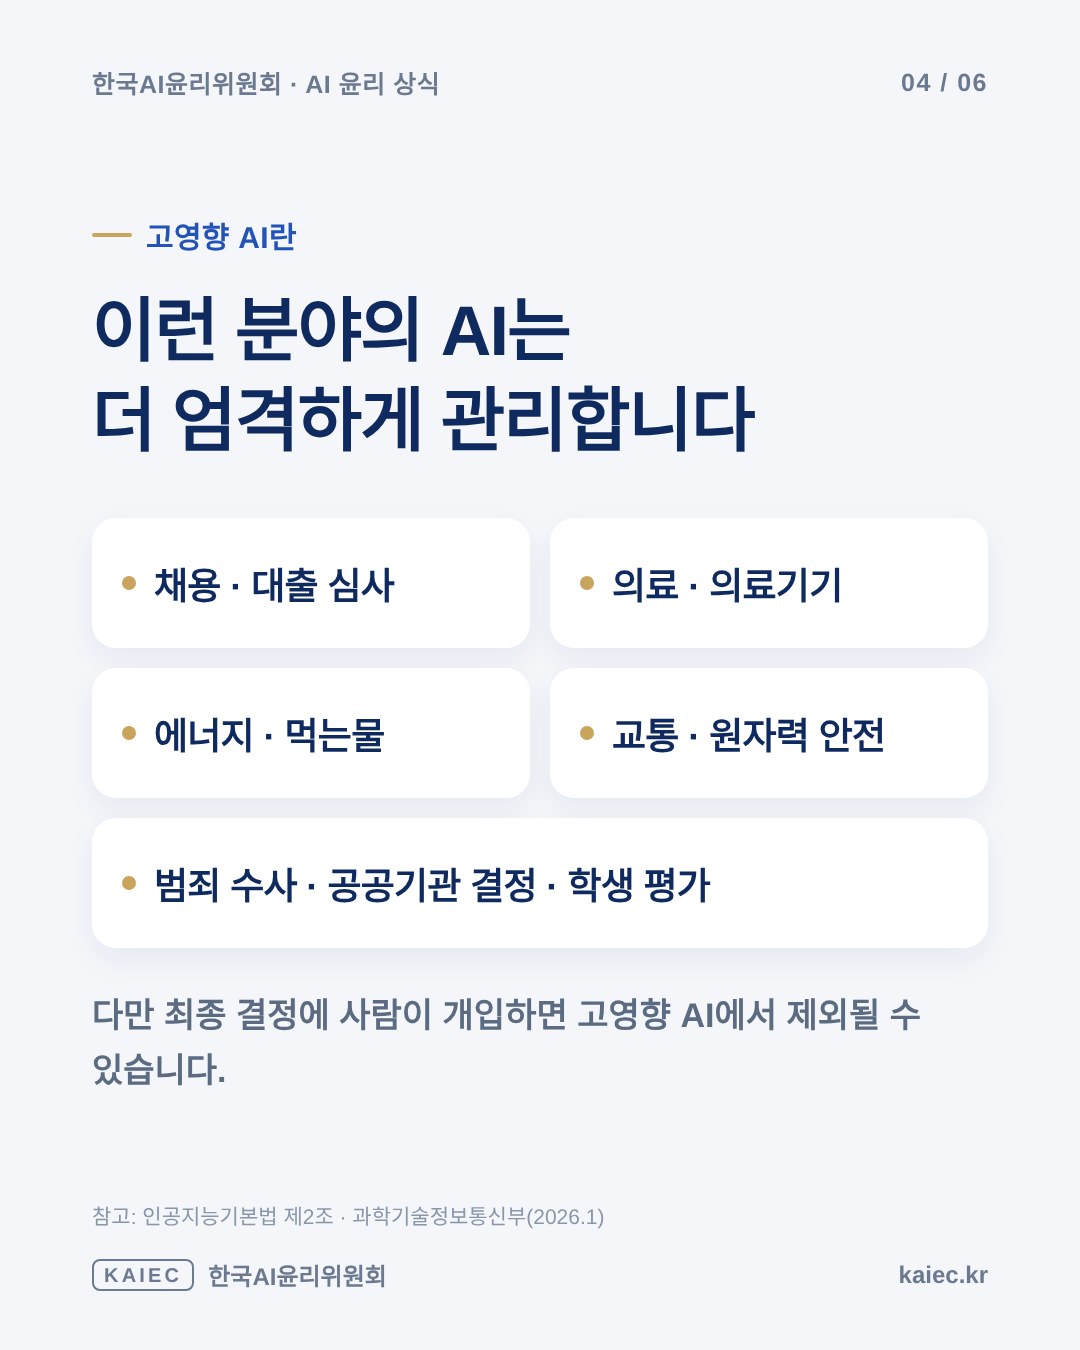 한국AI윤리위원회 · AI 윤리 상식
04 / 06
고영향 AI란
이런 분야의 AI는
더 엄격하게 관리합니다
채용 · 대출 심사
의료 · 의료기기
에너지 · 먹는물
교통 · 원자력 안전
범죄 수사 · 공공기관 결정 · 학생 평가
다만 최종 결정에 사람이 개입하면 고영향 AI에서 제외될 수
있습니다.
참고: 인공지능기본법 제2조 · 과학기술정보통신부(2026.1)
KAIEC 한국AI윤리위원회
kaiec.kr